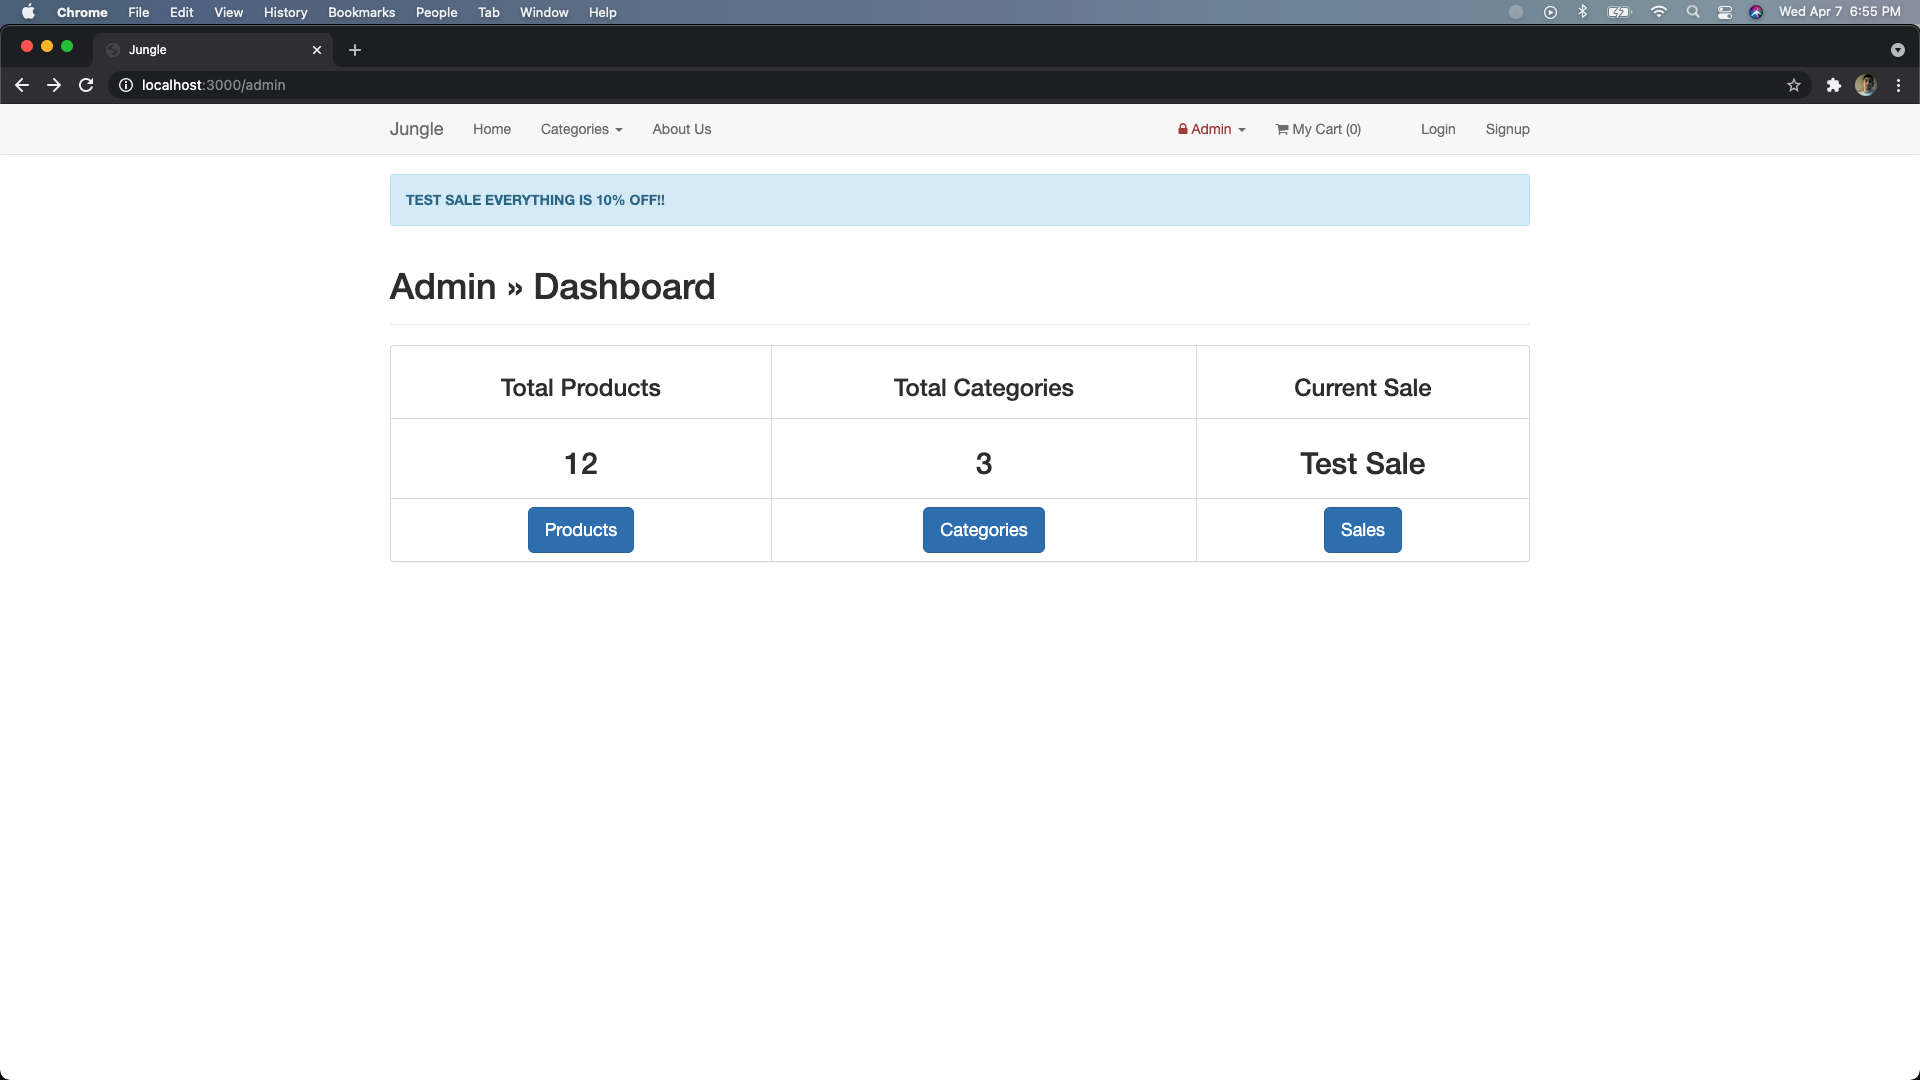 Chrome File Edit View History Bookmarks People Tab Window Help Wed Apr 7 6:55 PM
Jungle
localhost:3000/admin
Jungle Home Categories About Us Admin My Cart (0) Login Signup
TEST SALE EVERYTHING IS 10% OFF!!
Admin » Dashboard
Total Products Total Categories Current Sale
12 3 Test Sale
Products Categories Sales